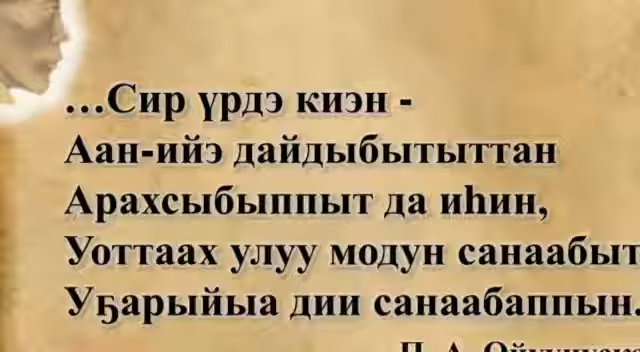 …Сир үрдэ киэн -
Аан-ийэ дайдыбытыттан
Арахсыбыппыт да иһин,
Уоттаах улуу модун санаабыт
Уҕарыйыа дии санаабаппын.
П. А.